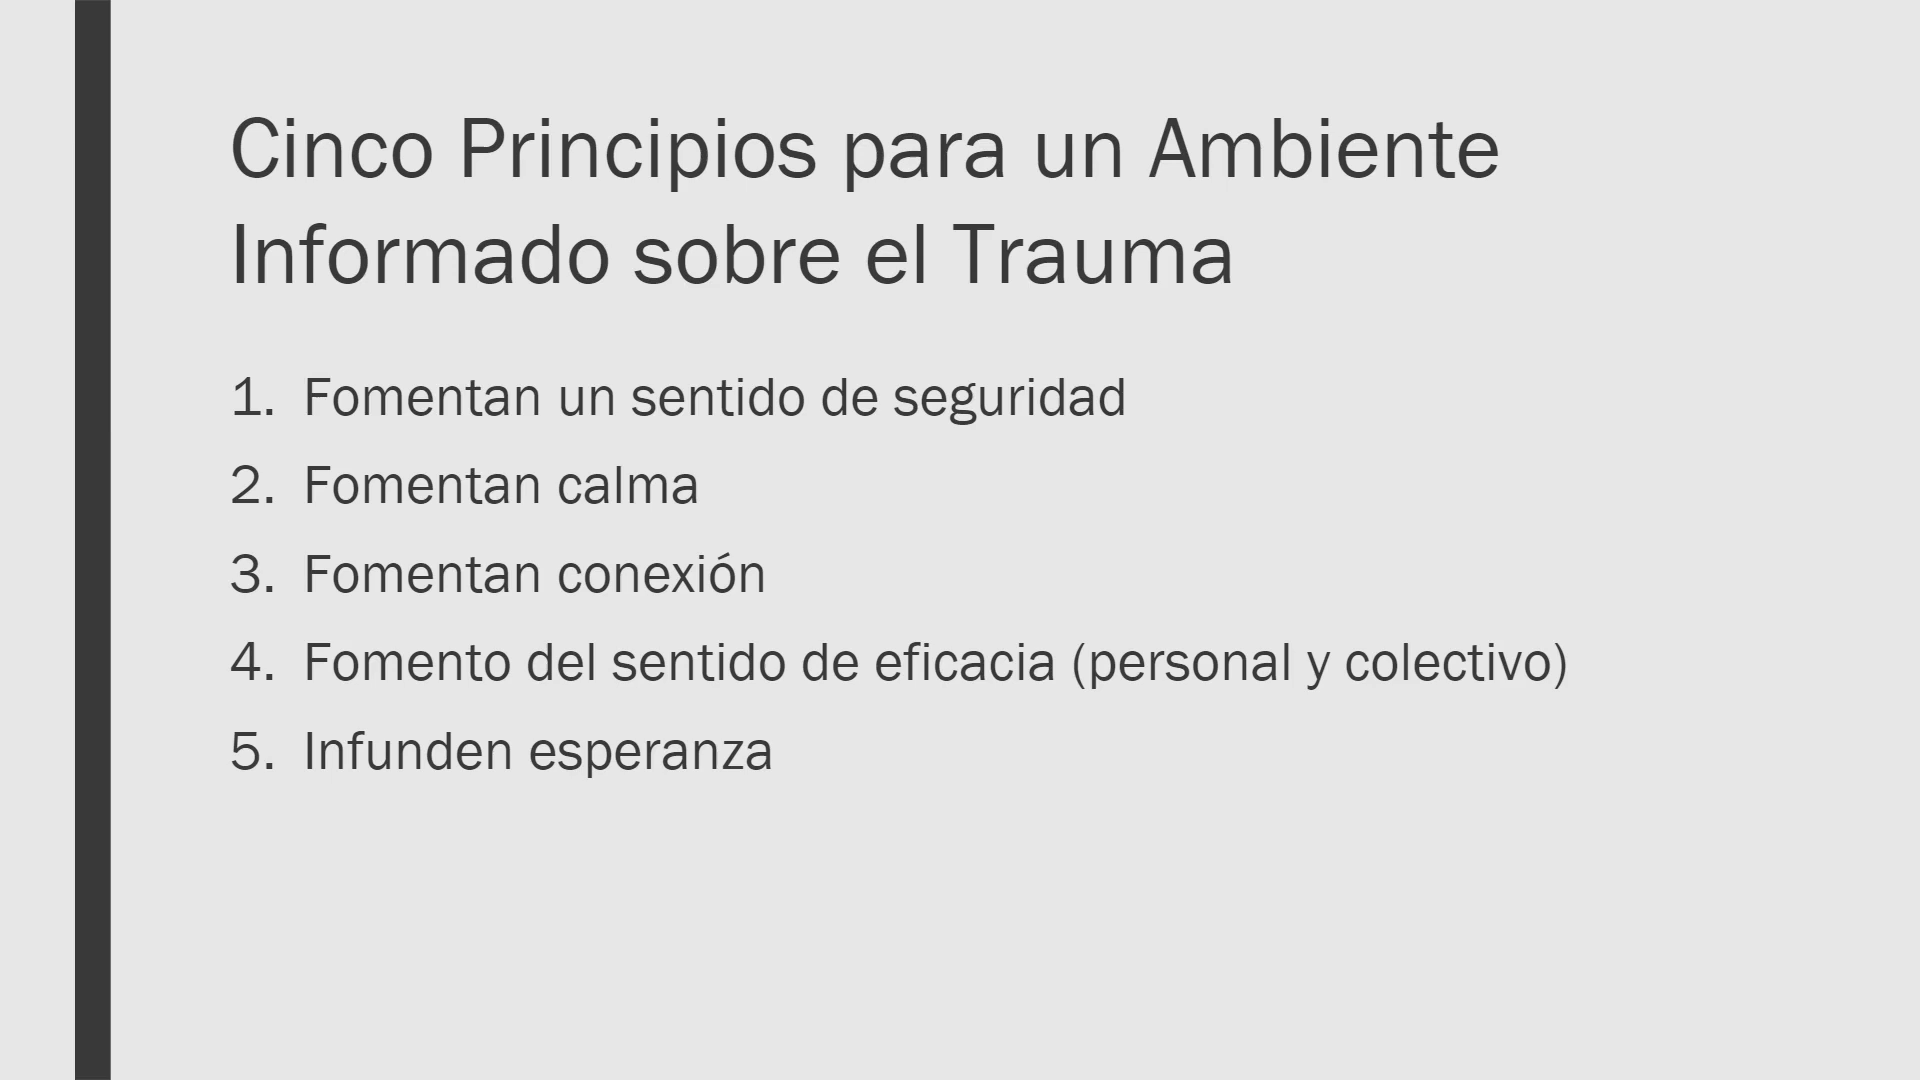 Cinco Principios para un Ambiente
Informado sobre el Trauma
1. Fomentan un sentido de seguridad
2. Fomentan calma
3. Fomentan conexión
4. Fomento del sentido de eficacia (personal y colectivo)
5. Infunden esperanza